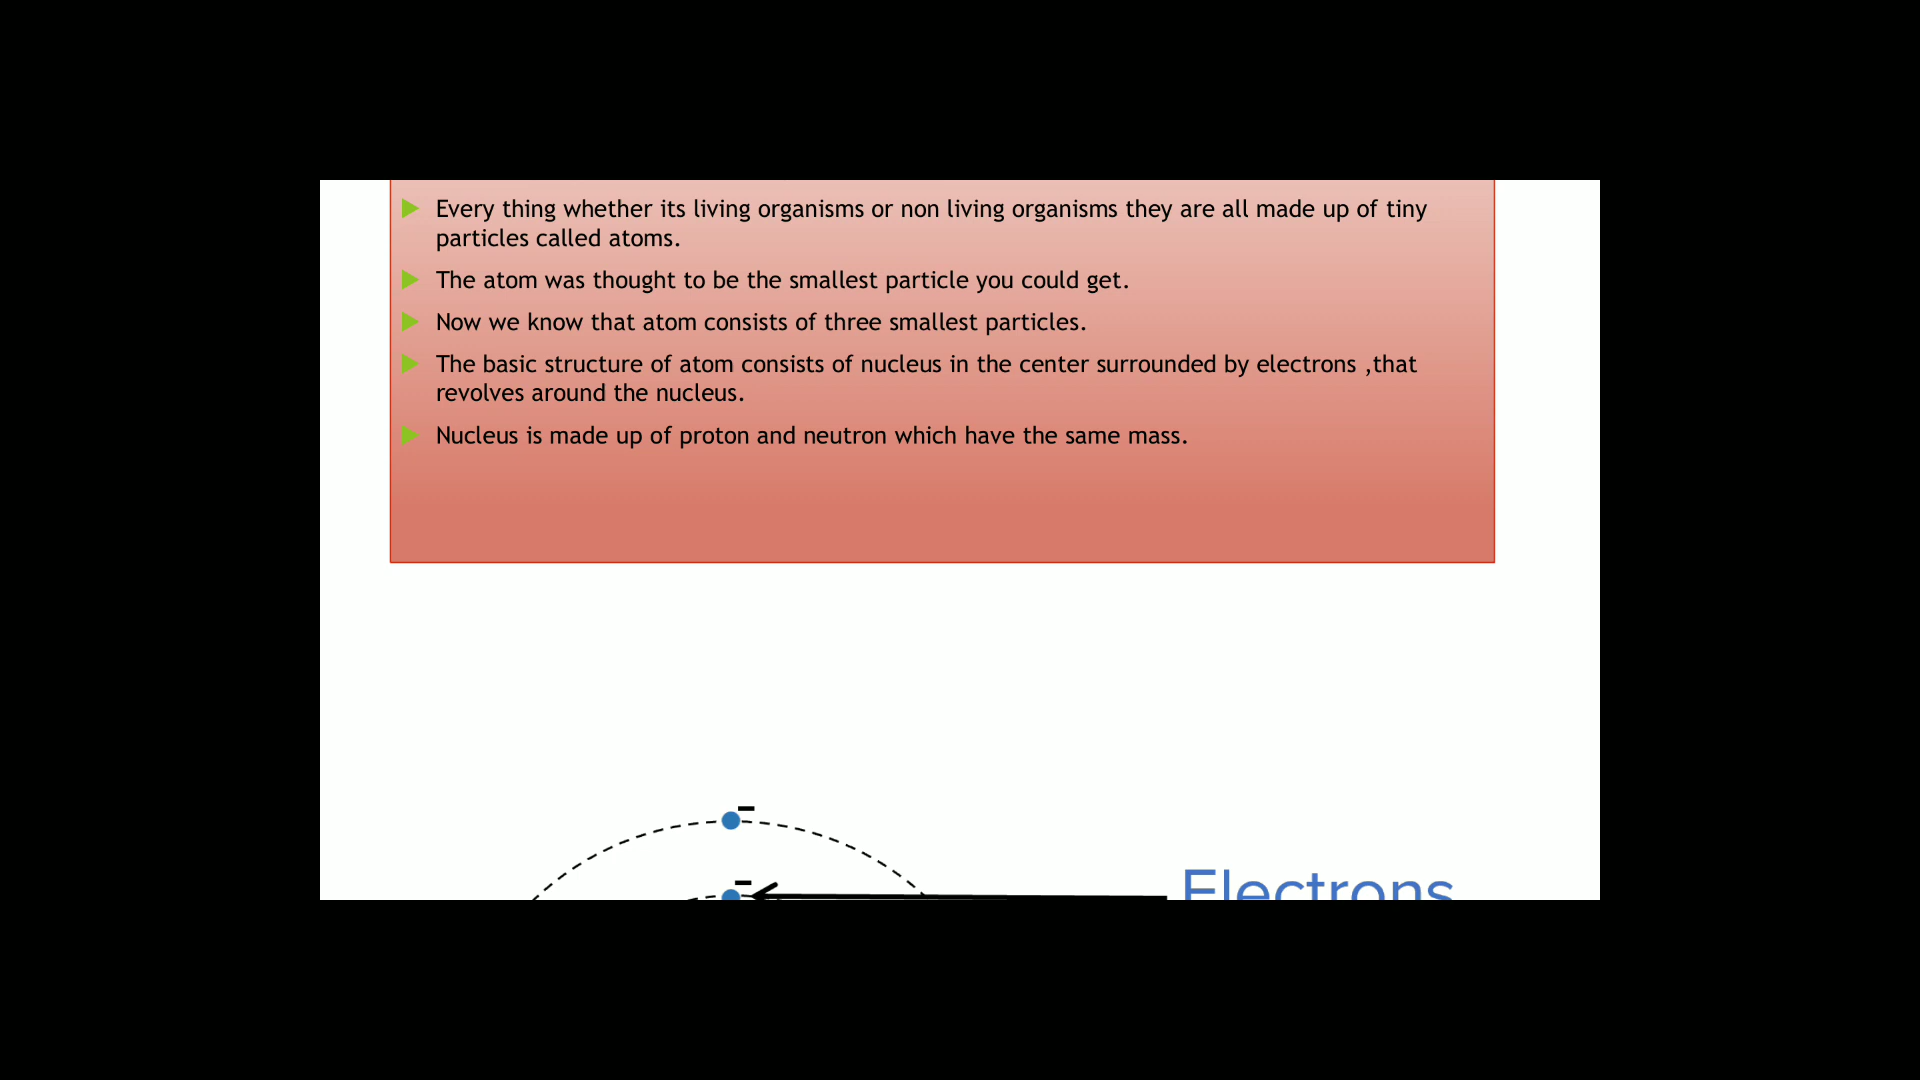 Every thing whether its living organisms or non living organisms they are all made up of tiny
particles called atoms.
The atom was thought to be the smallest particle you could get.
Now we know that atom consists of three smallest particles.
The basic structure of atom consists of nucleus in the center surrounded by electrons ,that
revolves around the nucleus.
Nucleus is made up of proton and neutron which have the same mass.
-
-
Electrons